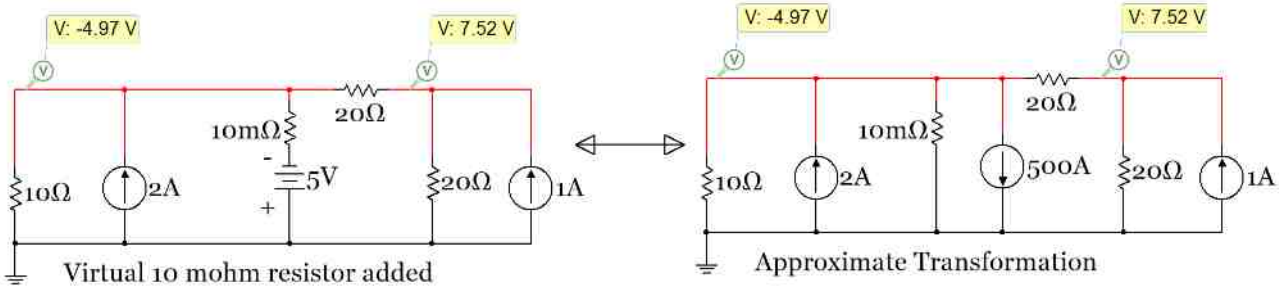 V: -4.97 V
V: 7.52 V
V
V
20Ω
10mΩ
-
5V
+
10Ω
2A
20Ω
1A
Virtual 10 mohm resistor added
V: -4.97 V
V: 7.52 V
V
V
20Ω
10mΩ
500A
10Ω
2A
20Ω
1A
Approximate Transformation